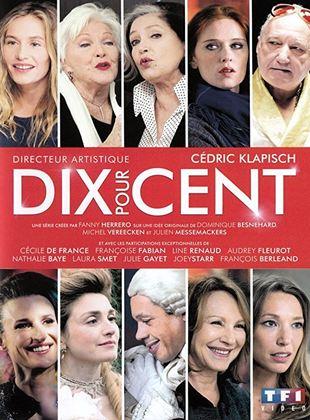 DIRECTEUR ARTISTIQUE CÉDRIC KLAPISCH
DIX POUR CENT
UNE SÉRIE CRÉÉE PAR FANNY HERRERO SUR UNE IDÉE ORIGINALE DE DOMINIQUE BESNEHARD,
MICHEL VEREECKEN ET JULIEN MESSEMACKERS
ET AVEC LES PARTICIPATIONS EXCEPTIONNELLES DE :
CÉCILE DE FRANCE FRANÇOISE FABIAN LINE RENAUD AUDREY FLEUROT
NATHALIE BAYE LAURA SMET JULIE GAYET JOEYSTARR FRANÇOIS BERLEAND
TF1
VIDEO